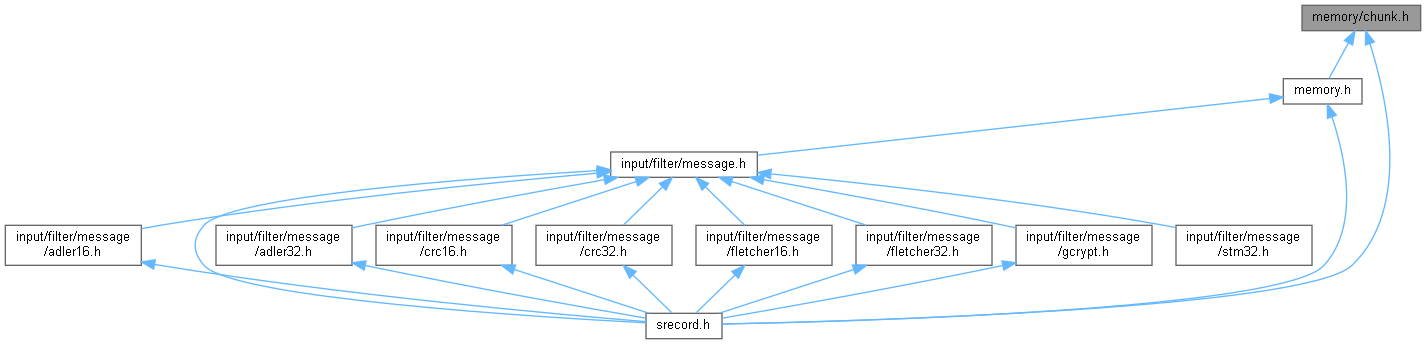 memory/chunk.h
memory.h
input/filter/message.h
input/filter/message
/adler16.h
input/filter/message
/adler32.h
input/filter/message
/crc16.h
input/filter/message
/crc32.h
input/filter/message
/fletcher16.h
input/filter/message
/fletcher32.h
input/filter/message
/gcrypt.h
input/filter/message
/stm32.h
srecord.h